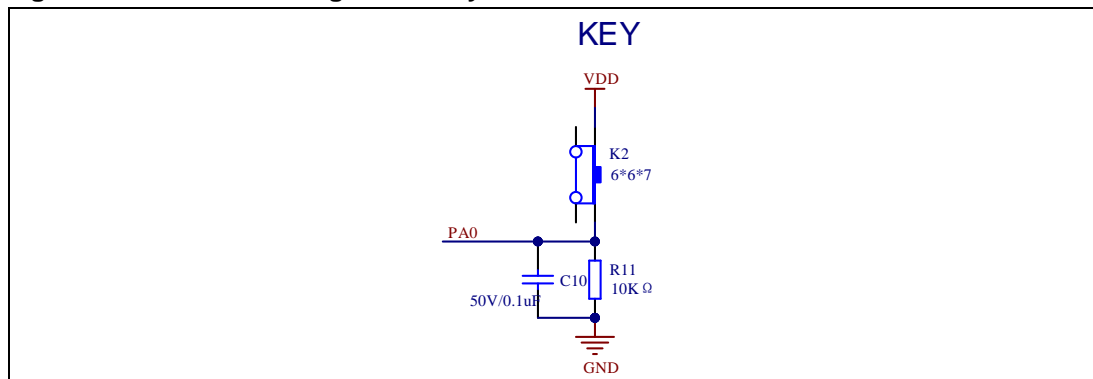 KEY
VDD
K2
6*6*7
PA0
R11
C10
10K Ω
50V/0.1uF
GND